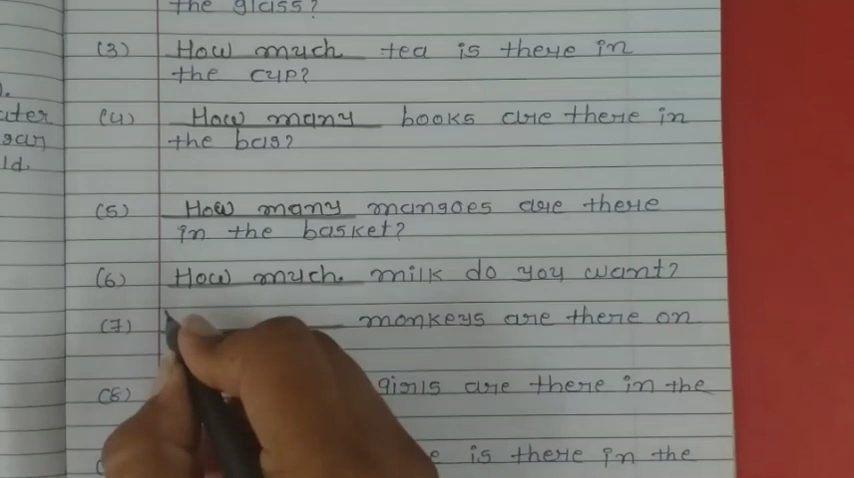 the glass?
(3) How much tea is there in
the cup?
(4) How many books are there in
the bag?
(5) How many mangoes are there
in the basket?
(6) How much milk do you want?
(7) monkeys are there on
(8) girls are there in the
is there in the